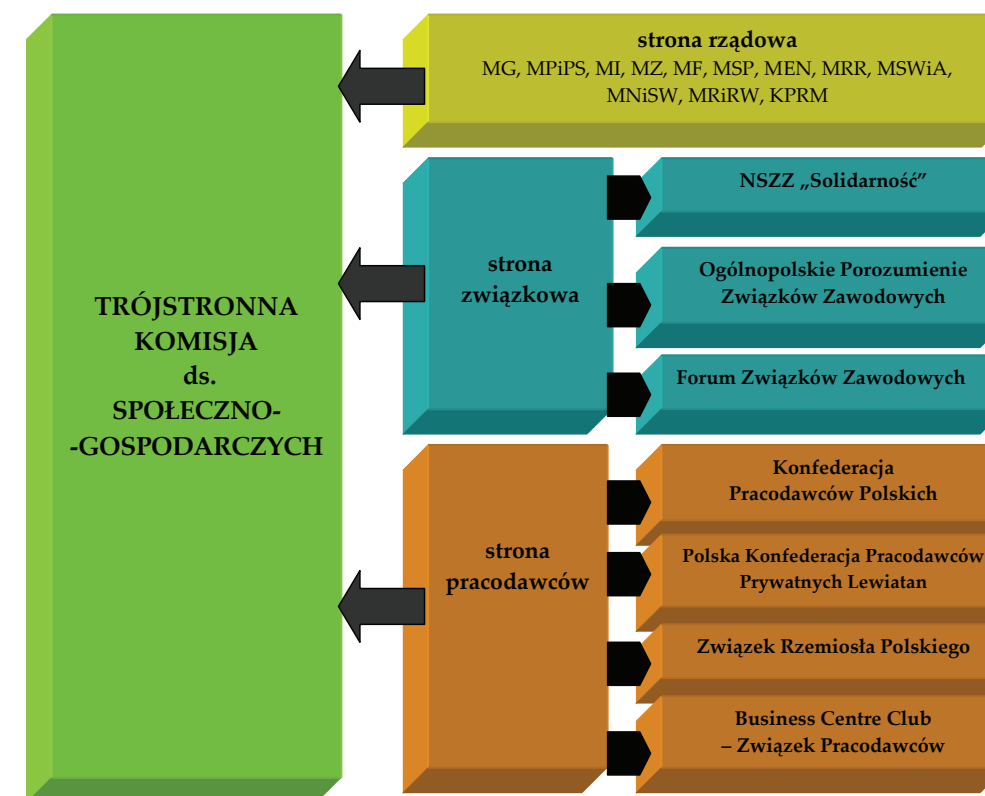 TRÓJSTRONNA
KOMISJA
ds.
SPOŁECZNO-
-GOSPODARCZYCH
strona rządowa
MG, MPiPS, MI, MZ, MF, MSP, MEN, MRR, MSWiA,
MNiSW, MRiRW, KPRM
strona
związkowa
NSZZ „Solidarność”
Ogólnopolskie Porozumienie
Związków Zawodowych
Forum Związków Zawodowych
strona
pracodawców
Konfederacja
Pracodawców Polskich
Polska Konfederacja Pracodawców
Prywatnych Lewiatan
Związek Rzemiosła Polskiego
Business Centre Club
– Związek Pracodawców